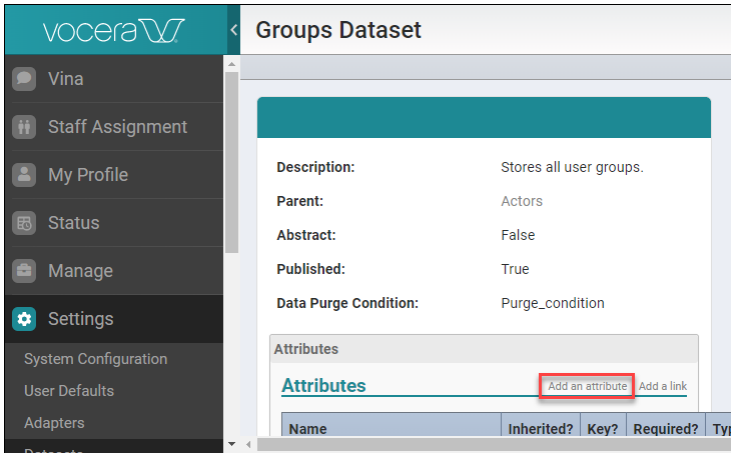 vocera
Groups Dataset
Vina
Staff Assignment
My Profile
Status
Manage
Settings
System Configuration
User Defaults
Adapters
Datasets
Description: Stores all user groups.
Parent: Actors
Abstract: False
Published: True
Data Purge Condition: Purge_condition
Attributes
Attributes Add an attribute Add a link
Name Inherited? Key? Required? Typ